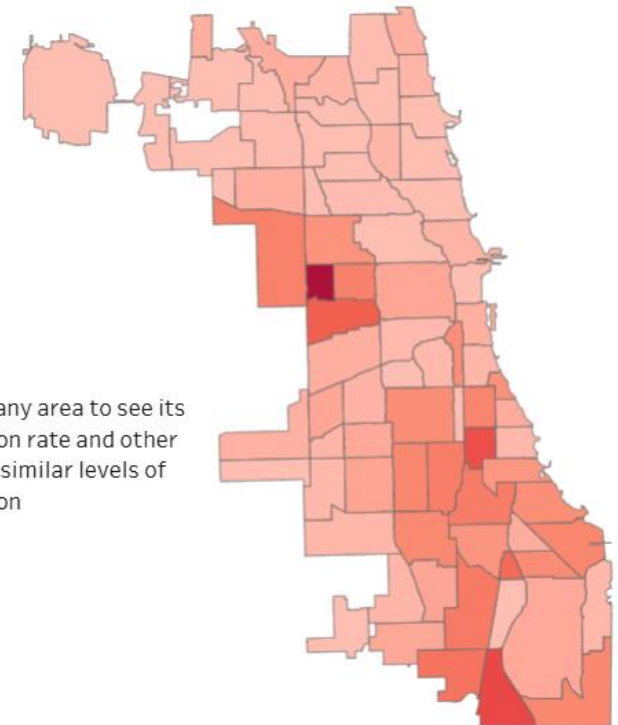 any area to see its
on rate and other
similar levels of
on